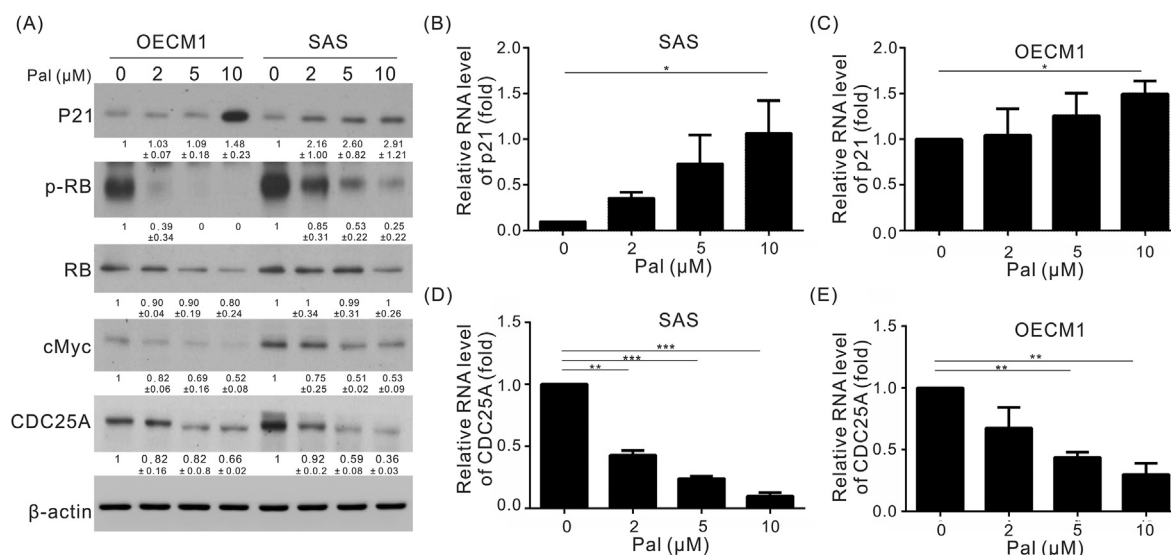 (A)
OECM1 SAS
Pal (μM) 0 2 5 10 0 2 5 10
P21
1 1.03 1.09 1.48 1 2.16 2.60 2.91
± 0.07 ± 0.18 ± 0.23 ± 1.00 ± 0.82 ± 1.21
p-RB
1 0.39 0 0 1 0.85 0.53 0.25
±0.34 ±0.31 ±0.22 ±0.22
RB
1 0.90 0.90 0.80 1 1 0.99 1
±0.04 ±0.19 ±0.24 ±0.34 ±0.31 ±0.26
cMyc
1 0.82 0.69 0.52 1 0.75 0.51 0.53
±0.06 ±0.16 ±0.08 ±0.25 ±0.02 ±0.09
CDC25A
1 0.82 0.82 0.66 1 0.92 0.59 0.36
± 0.16 ± 0.0.8 ± 0.02 ± 0.0.2 ± 0.08 ± 0.03
β-actin
(B)
SAS
Relative RNA level
of p21 (fold)
2.0
1.5
1.0
0.5
0.0
*
0 2 5 10
Pal (μM)
(C)
OECM1
Relative RNA level
of p21 (fold)
2.0
1.5
1.0
0.5
0.0
*
0 2 5 10
Pal (μM)
(D)
SAS
Relative RNA level
of CDC25A (fold)
1.5
1.0
0.5
0.0
***
***
**
0 2 5 10
Pal (μM)
(E)
OECM1
Relative RNA level
of CDC25A (fold)
1.5
1.0
0.5
0.0
**
**
0 2 5 10
Pal (μM)